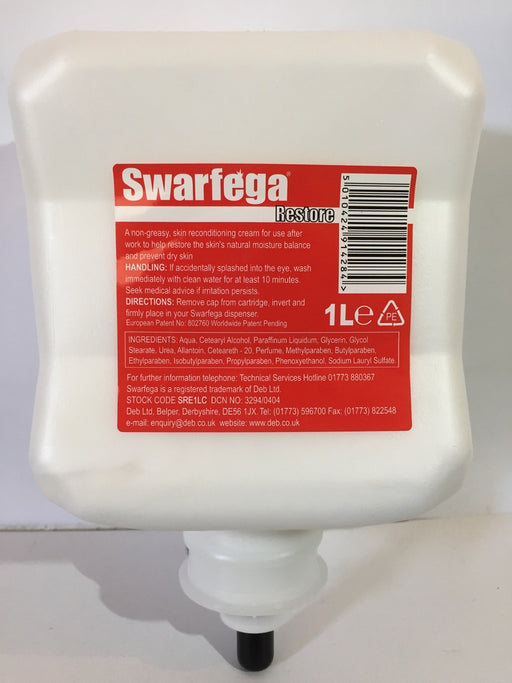 Swarfega®
Restore
A non-greasy, skin reconditioning cream for use after
work to help restore the skin's natural moisture balance
and prevent dry skin
HANDLING: If accidentally splashed into the eye, wash
immediately with clean water for at least 10 minutes.
Seek medical advice if irritation persists.
DIRECTIONS: Remove cap from cartridge, invert and
firmly place in your Swarfega dispenser.
European Patent No: 802760 Worldwide Patent Pending
5 010424 914284 >
1L℮
PE
INGREDIENTS: Aqua, Cetearyl Alcohol, Paraffinum Liquidum, Glycerin, Glycol
Stearate, Urea, Allantoin, Ceteareth - 20, Perfume, Methylparaben, Butylparaben,
Ethylparaben, Isobutylparaben, Propylparaben, Phenoxyethanol, Sodium Lauryl Sulfate.
For further information telephone: Technical Services Hotline 01773 880367
Swarfega is a registered trademark of Deb Ltd.
STOCK CODE SRE1LC DCN NO: 3294/0404
Deb Ltd, Belper, Derbyshire, DE56 1JX. Tel: (01773) 596700 Fax: (01773) 822548
e-mail: enquiry@deb.co.uk website: www.deb.co.uk